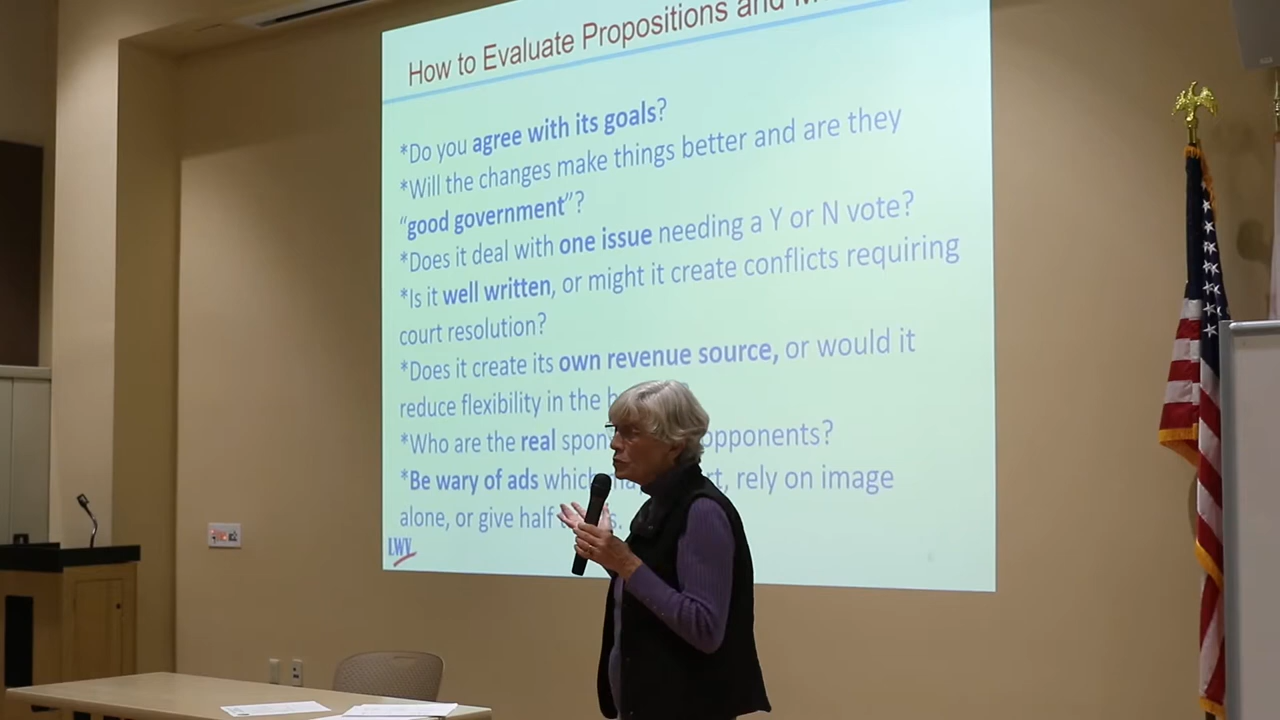 How to Evaluate Propositions and
*Do you agree with its goals?
*Will the changes make things better and are they
“good government”?
*Does it deal with one issue needing a Y or N vote?
*Is it well written, or might it create conflicts requiring
court resolution?
*Does it create its own revenue source, or would it
reduce flexibility in the
*Who are the real opponents?
*Be wary of ads which rely on image
alone, or give half
LWV